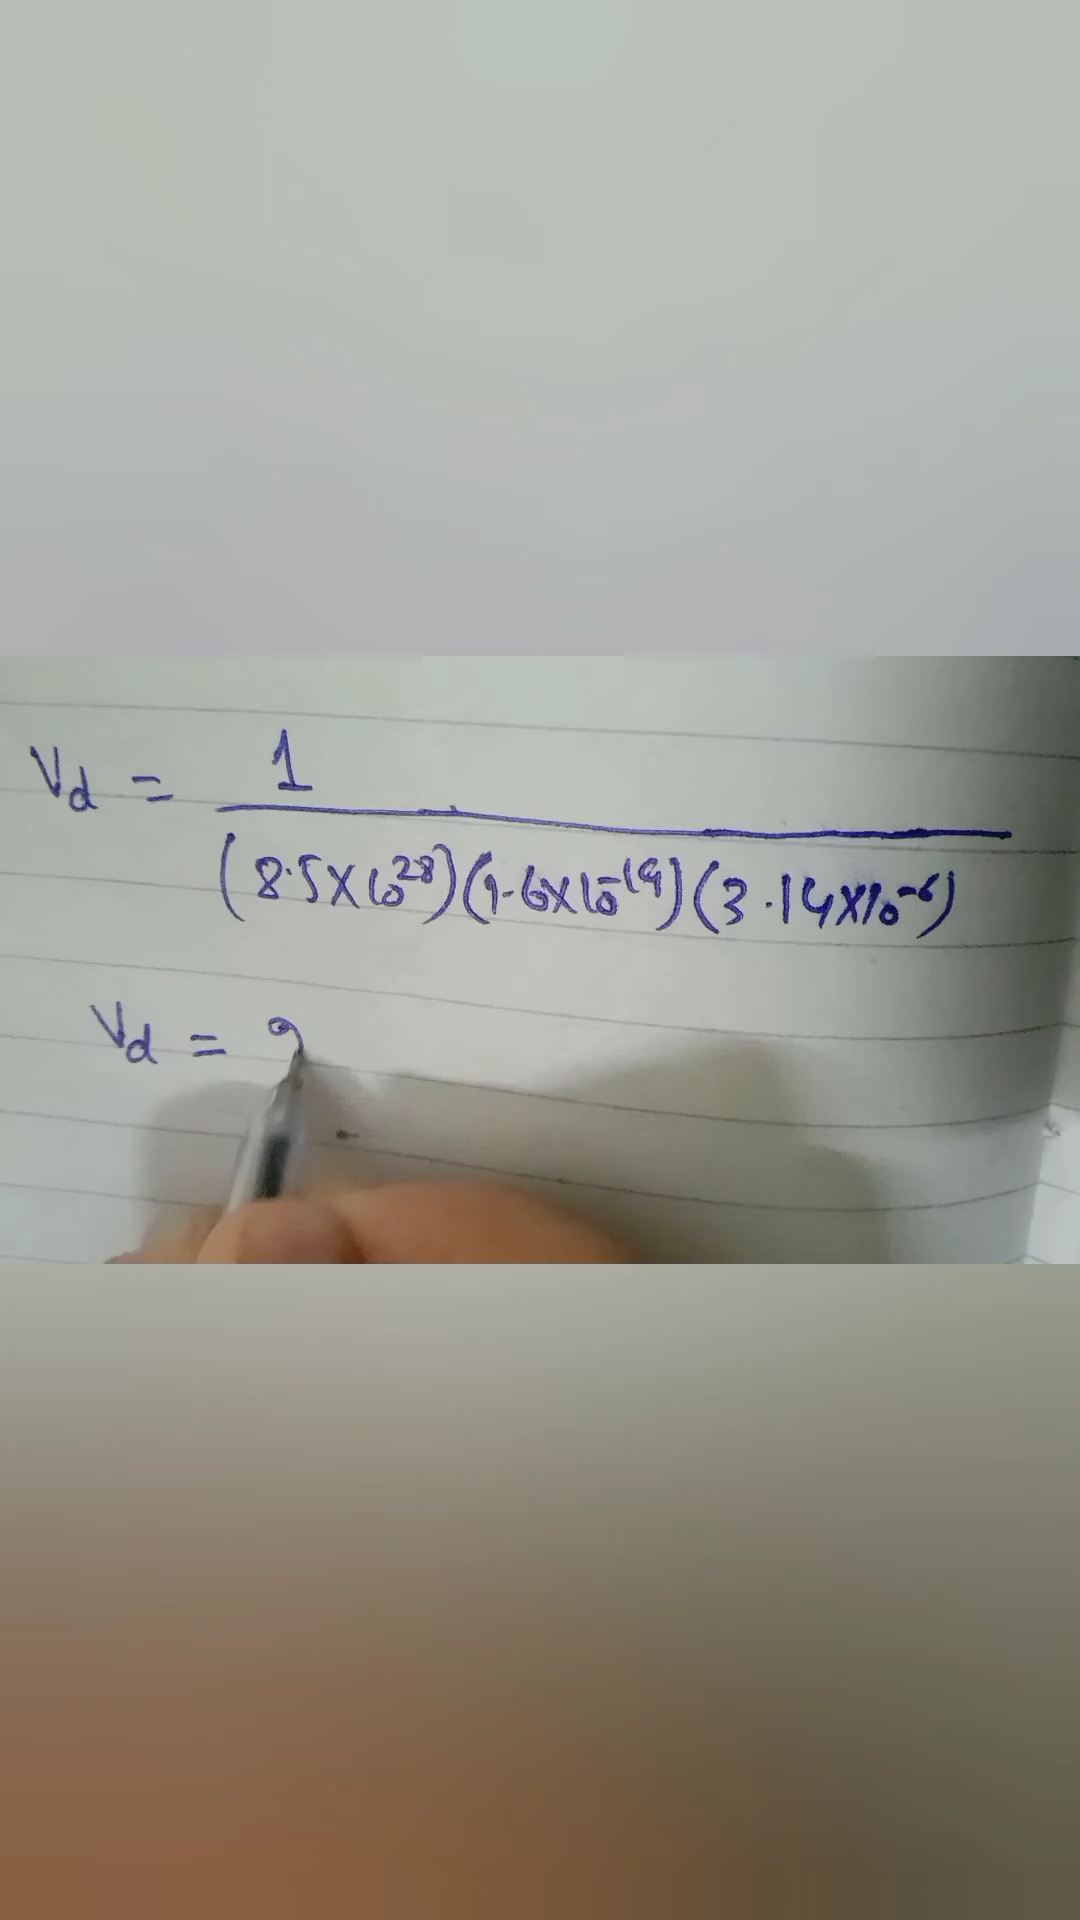 Vd = 1 / (8.5×10²⁸)(1.6×10⁻¹⁹)(3.14×10⁻⁶)
Vd =